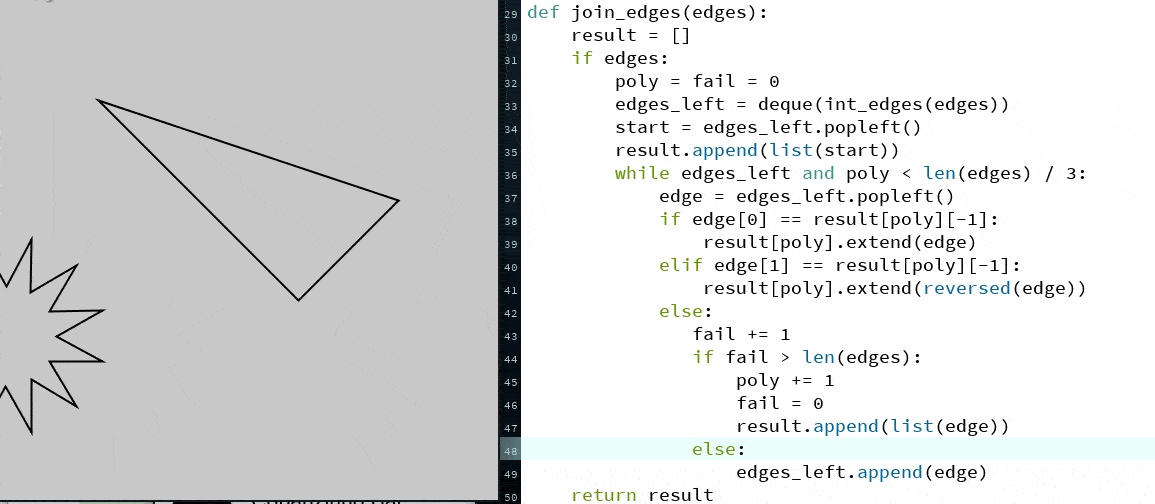 29 def join_edges(edges):
30     result = []
31     if edges:
32         poly = fail = 0
33         edges_left = deque(int_edges(edges))
34         start = edges_left.popleft()
35         result.append(list(start))
36         while edges_left and poly < len(edges) / 3:
37             edge = edges_left.popleft()
38             if edge[0] == result[poly][-1]:
39                 result[poly].extend(edge)
40             elif edge[1] == result[poly][-1]:
41                 result[poly].extend(reversed(edge))
42             else:
43                fail += 1
44                if fail > len(edges):
45                    poly += 1
46                    fail = 0
47                    result.append(list(edge))
48                else:
49                    edges_left.append(edge)
50     return result